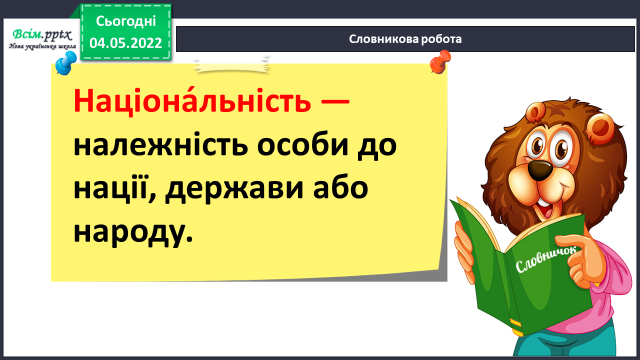 Всім.pptx
Нова українська школа
Сьогодні
04.05.2022
Словникова робота
Націона́льність —
належність особи до
нації, держави або
народу.
Словничок